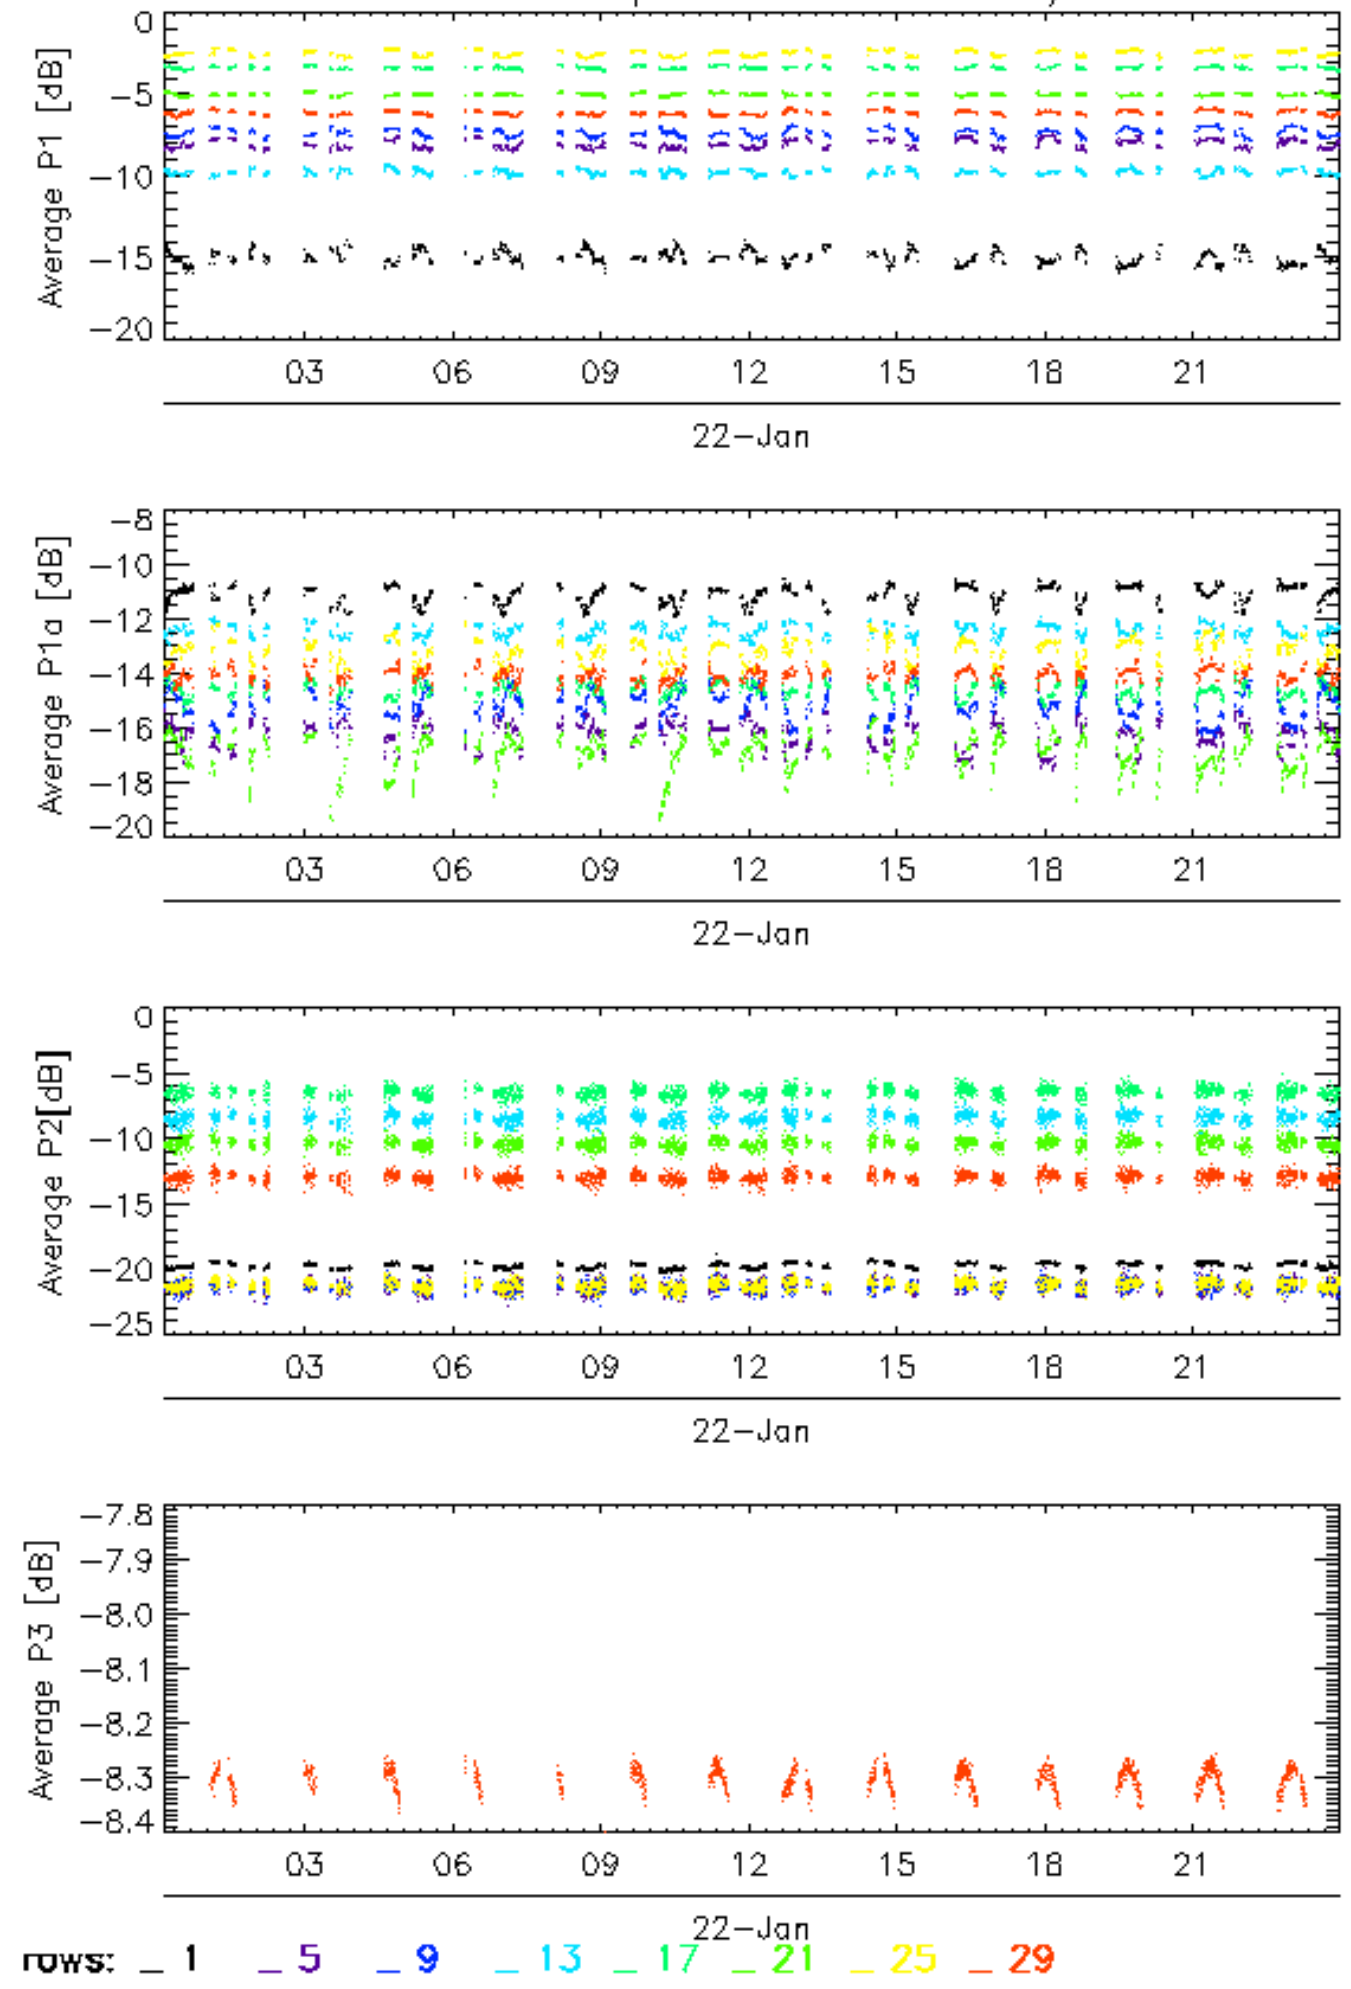 0
−5
−10
−15
−20
Average P1 [dB]
03 06 09 12 15 18 21
22−Jan
−8
−10
−12
−14
−16
−18
−20
Average P1a [dB]
03 06 09 12 15 18 21
22−Jan
0
−5
−10
−15
−20
−25
Average P2[dB]
03 06 09 12 15 18 21
22−Jan
−7.8
−7.9
−8.0
−8.1
−8.2
−8.3
−8.4
Average P3 [dB]
03 06 09 12 15 18 21
22−Jan
rows: _ 1 _ 5 _ 9 _ 13 _ 17 _ 21 _ 25 _ 29